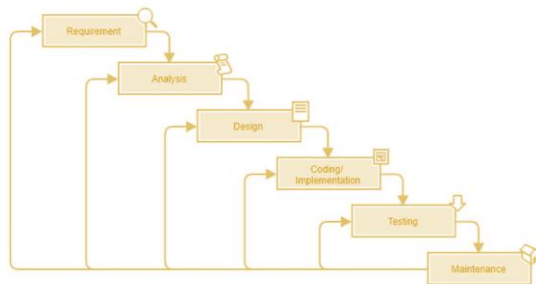 Requirement
Analysis
Design
Coding/
Implementation
Testing
Maintenance